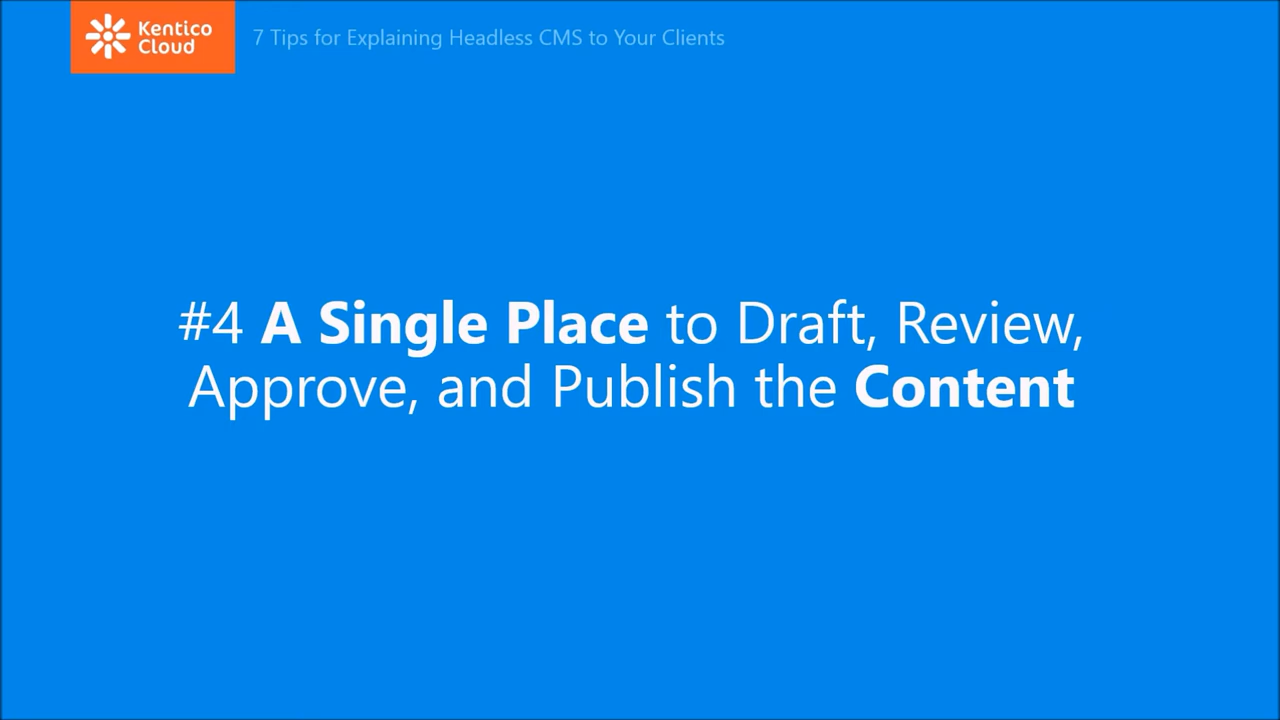 Kentico
Cloud
7 Tips for Explaining Headless CMS to Your Clients
#4 A Single Place to Draft, Review,
Approve, and Publish the Content